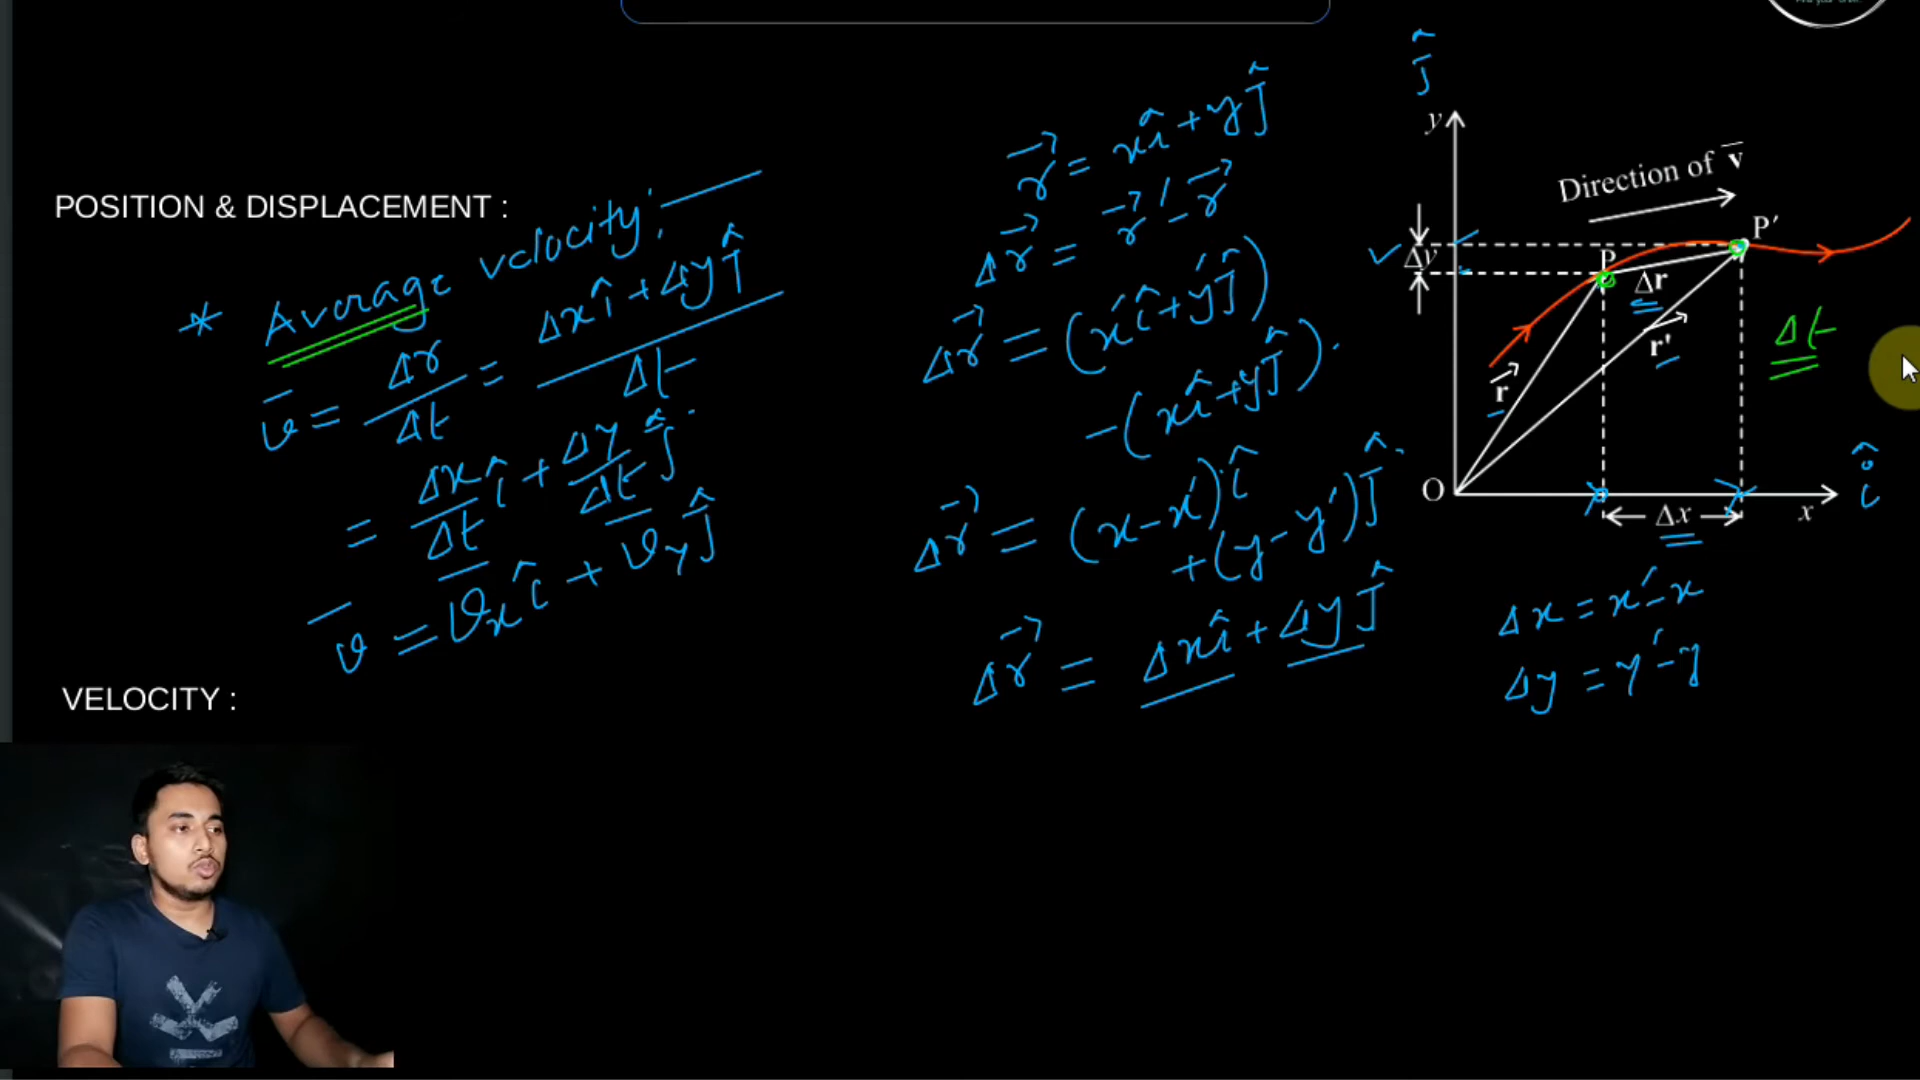 POSITION & DISPLACEMENT :
* Average velocity :—
v̄ = Δr/Δt = (Δx î + Δy ĵ)/Δt
= Δx/Δt î + Δy/Δt ĵ
v̄ = vx î + vy ĵ
VELOCITY :
r⃗ = x î + y ĵ
Δr⃗ = r⃗′ − r⃗
Δr⃗ = (x′ î + y′ ĵ)
−(x î + y ĵ).
Δr⃗ = (x − x′) î
+ (y − y′) ĵ
Δr⃗ = Δx î + Δy ĵ
ĵ
y
Direction of v̄
P′
Δy
P
Δr
r′
Δt
r
O
Δx
x
î
Δx = x′ − x
Δy = y′ − y